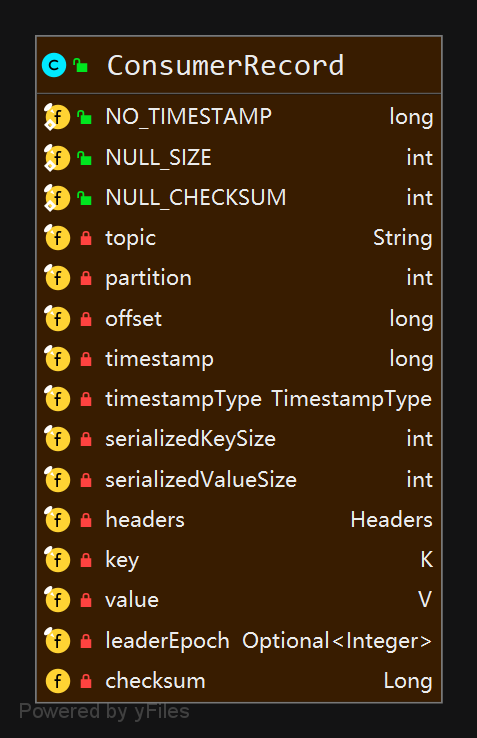 ConsumerRecord
NO_TIMESTAMP long
NULL_SIZE int
NULL_CHECKSUM int
topic String
partition int
offset long
timestamp long
timestampType TimestampType
serializedKeySize int
serializedValueSize int
headers Headers
key K
value V
leaderEpoch Optional<Integer>
checksum Long
Powered by yFiles